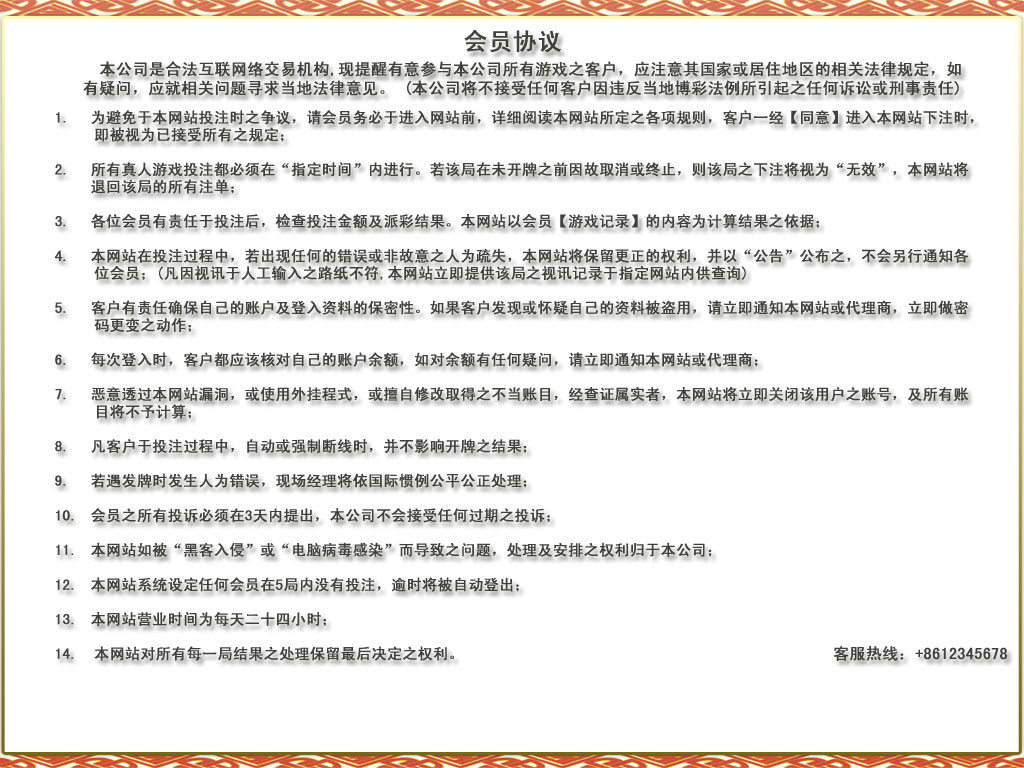 会员协议
本公司是合法互联网络交易机构,现提醒有意参与本公司所有游戏之客户，应注意其国家或居住地区的相关法律规定，如
有疑问，应就相关问题寻求当地法律意见。（本公司将不接受任何客户因违反当地博彩法例所引起之任何诉讼或刑事责任）
1. 为避免于本网站投注时之争议，请会员务必于进入网站前，详细阅读本网站所定之各项规则，客户一经【同意】进入本网站下注时，
即被视为已接受所有之规定；
2. 所有真人游戏投注都必须在“指定时间”内进行。若该局在未开牌之前因故取消或终止，则该局之下注将视为“无效”，本网站将
退回该局的所有注单；
3. 各位会员有责任于投注后，检查投注金额及派彩结果。本网站以会员【游戏记录】的内容为计算结果之依据；
4. 本网站在投注过程中，若出现任何的错误或非故意之人为疏失，本网站将保留更正的权利，并以“公告”公布之，不会另行通知各
位会员；（凡因视讯于人工输入之路纸不符,本网站立即提供该局之视讯记录于指定网站内供查询）
5. 客户有责任确保自己的账户及登入资料的保密性。如果客户发现或怀疑自己的资料被盗用，请立即通知本网站或代理商，立即做密
码更变之动作；
6. 每次登入时，客户都应该核对自己的账户余额，如对余额有任何疑问，请立即通知本网站或代理商；
7. 恶意透过本网站漏洞，或使用外挂程式，或擅自修改取得之不当账目，经查证属实者，本网站将立即关闭该用户之账号，及所有账
目将不予计算；
8. 凡客户于投注过程中，自动或强制断线时，并不影响开牌之结果；
9. 若遇发牌时发生人为错误，现场经理将依国际惯例公平公正处理；
10. 会员之所有投诉必须在3天内提出，本公司不会接受任何过期之投诉；
11. 本网站如被“黑客入侵”或“电脑病毒感染”而导致之问题，处理及安排之权利归于本公司；
12. 本网站系统设定任何会员在5局内没有投注，逾时将被自动登出；
13. 本网站营业时间为每天二十四小时；
14. 本网站对所有每一局结果之处理保留最后决定之权利。
客服热线：+8612345678